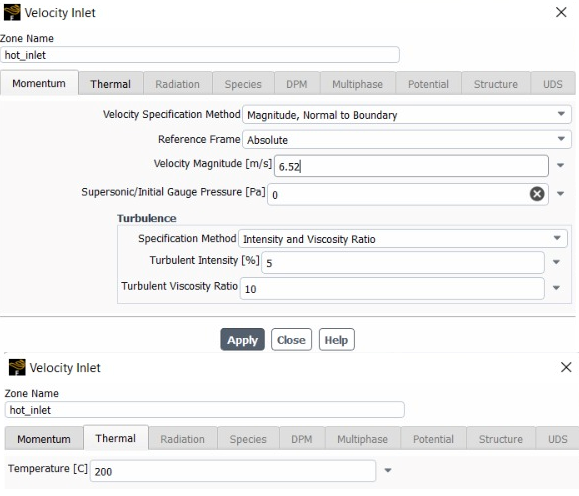 Velocity Inlet
Zone Name
hot_inlet
Momentum Thermal Radiation Species DPM Multiphase Potential Structure UDS
Velocity Specification Method Magnitude, Normal to Boundary
Reference Frame Absolute
Velocity Magnitude [m/s] 6.52
Supersonic/Initial Gauge Pressure [Pa] 0
Turbulence
Specification Method Intensity and Viscosity Ratio
Turbulent Intensity [%] 5
Turbulent Viscosity Ratio 10
Apply Close Help
Velocity Inlet
Zone Name
hot_inlet
Momentum Thermal Radiation Species DPM Multiphase Potential Structure UDS
Temperature [C] 200